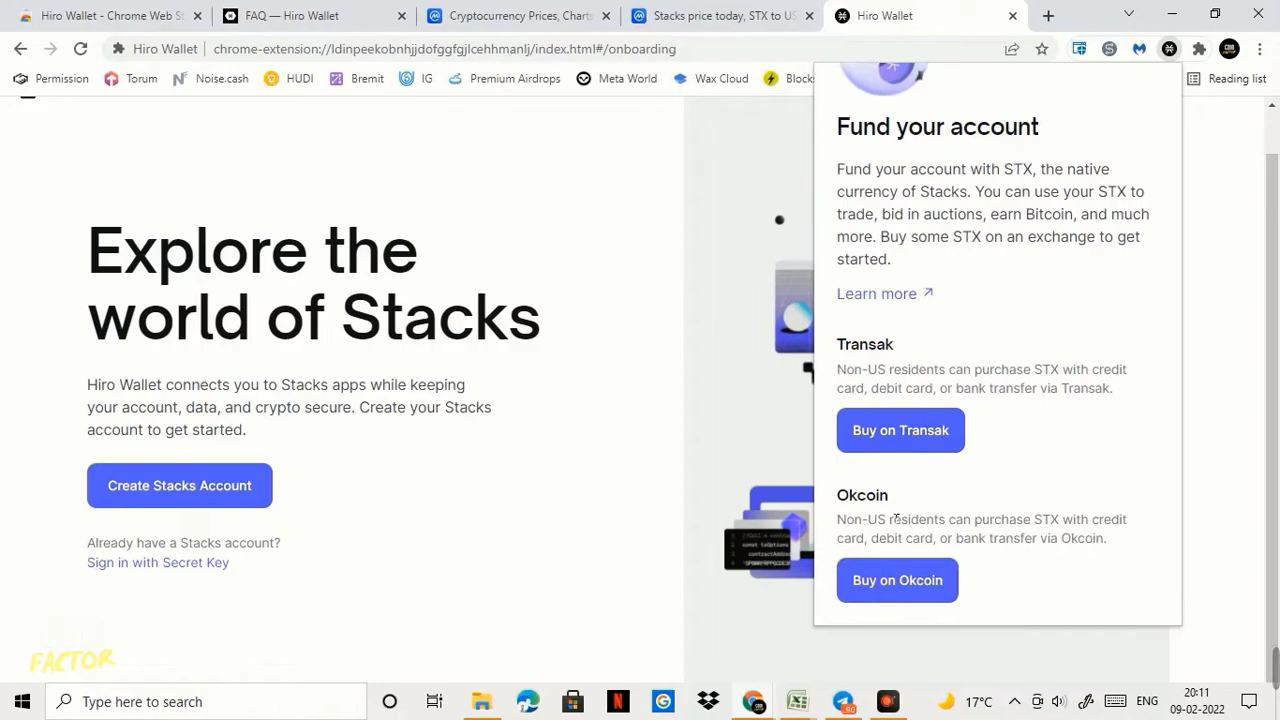 Hiro Wallet - Chrome Web St
FAQ — Hiro Wallet
Cryptocurrency Prices, Charts
Stacks price today, STX to US
Hiro Wallet
Hiro Wallet
Permission
Torum
Noise.cash
HUDI
Bremit
IG
Premium Airdrops
Meta World
Wax Cloud
Blocks
Reading list
Explore the
world of Stacks
Hiro Wallet connects you to Stacks apps while keeping
your account, data, and crypto secure. Create your Stacks
account to get started.
Create Stacks Account
Already have a Stacks account?
Sign in with Secret Key
Fund your account
Fund your account with STX, the native
currency of Stacks. You can use your STX to
trade, bid in auctions, earn Bitcoin, and much
more. Buy some STX on an exchange to get
started.
Learn more ↗
Transak
Non-US residents can purchase STX with credit
card, debit card, or bank transfer via Transak.
Buy on Transak
Okcoin
Non-US residents can purchase STX with credit
card, debit card, or bank transfer via Okcoin.
Buy on Okcoin
FACTOR
Type here to search
17°C
ENG
20:11
09-02-2022